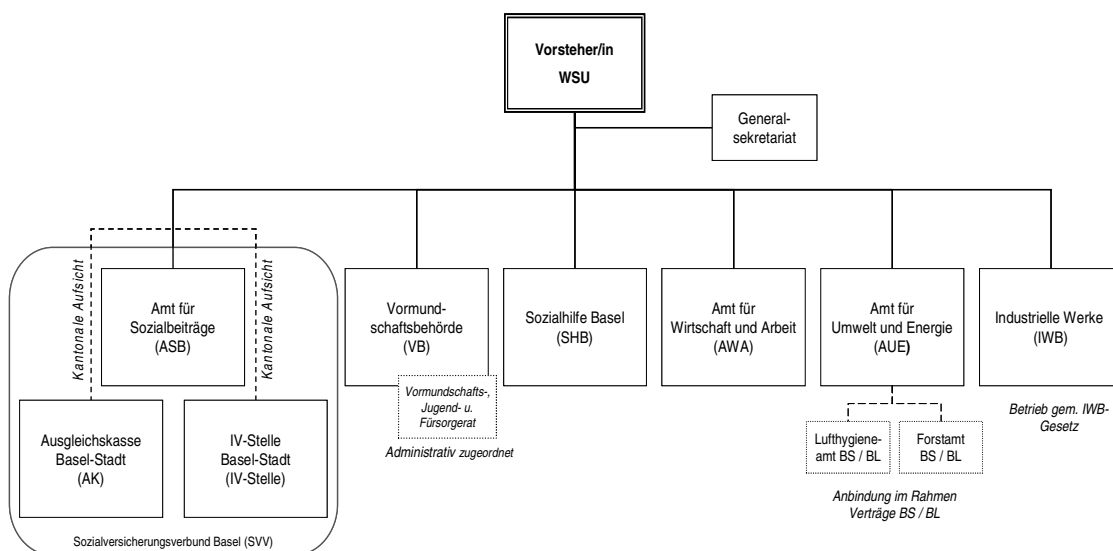 Vorsteher/in
WSU
General-
sekretariat
Kantonale Aufsicht
Kantonale Aufsicht
Amt für
Sozialbeiträge
(ASB)
Ausgleichskasse
Basel-Stadt
(AK)
IV-Stelle
Basel-Stadt
(IV-Stelle)
Sozialversicherungsverbund Basel (SVV)
Vormund-
schaftsbehörde
(VB)
Vormundschafts-,
Jugend- u.
Fürsorgerat
Administrativ zugeordnet
Sozialhilfe Basel
(SHB)
Amt für
Wirtschaft und Arbeit
(AWA)
Amt für
Umwelt und Energie
(AUE)
Lufthygiene-
amt BS / BL
Forstamt
BS / BL
Anbindung im Rahmen
Verträge BS / BL
Industrielle Werke
(IWB)
Betrieb gem. IWB-
Gesetz